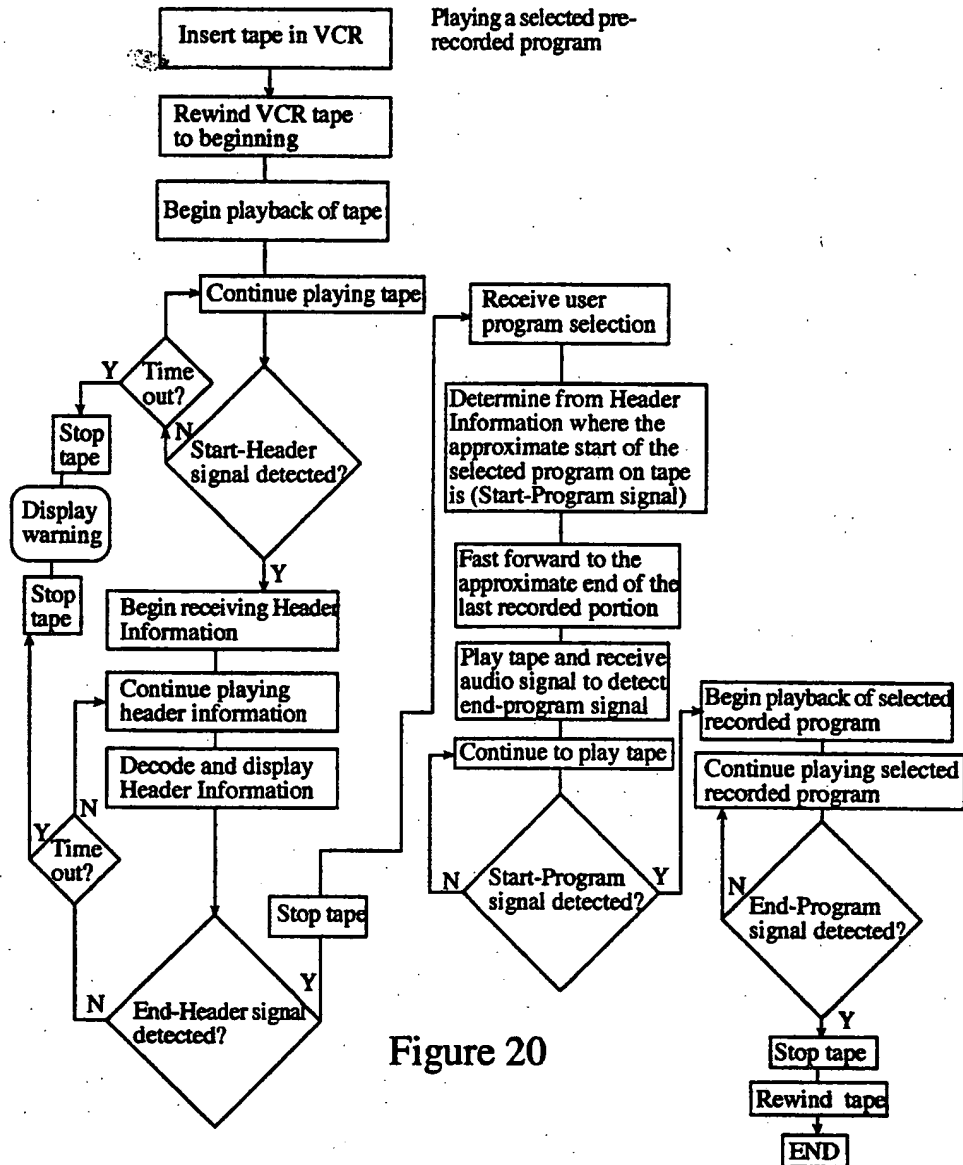 Playing a selected pre-
recorded program
Insert tape in VCR
Rewind VCR tape
to beginning
Begin playback of tape
Continue playing tape
Y
Time
out?
N
Stop
tape
Start-Header
signal detected?
Display
warning
Y
Stop
tape
Begin receiving Header
Information
Continue playing
header information
Decode and display
Header Information
N
Y
Time
out?
Stop tape
N
Y
End-Header signal
detected?
Receive user
program selection
Determine from Header
Information where the
approximate start of the
selected program on tape
is (Start-Program signal)
Fast forward to the
approximate end of the
last recorded portion
Play tape and receive
audio signal to detect
end-program signal
Continue to play tape
N
Start-Program
signal detected?
Y
Begin playback of selected
recorded program
Continue playing selected
recorded program
N
End-Program
signal detected?
Y
Stop tape
Rewind tape
END
Figure 20